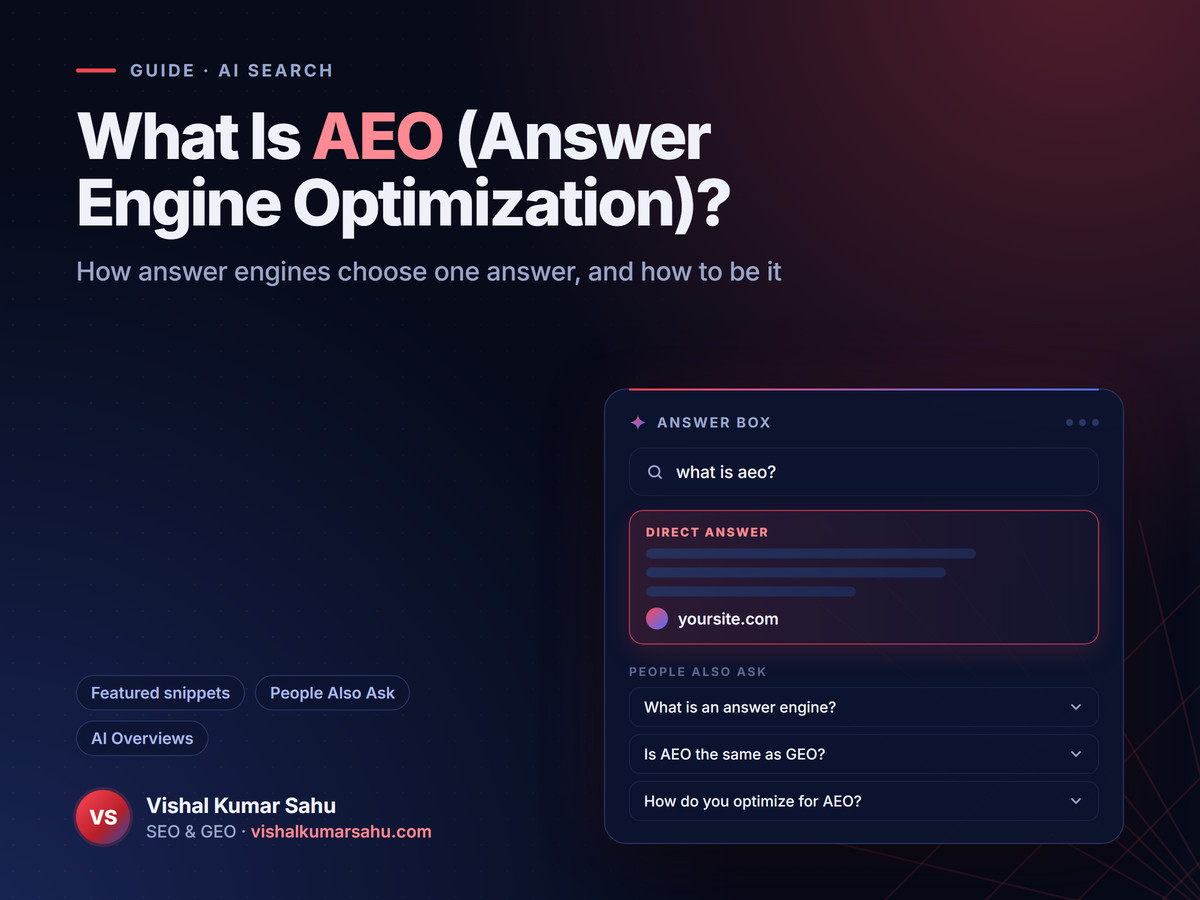 GUIDE · AI SEARCH
What Is AEO (Answer
Engine Optimization)?
How answer engines choose one answer, and how to be it
ANSWER BOX
what is aeo?
DIRECT ANSWER
yoursite.com
PEOPLE ALSO ASK
What is an answer engine?
Is AEO the same as GEO?
How do you optimize for AEO?
Featured snippets
People Also Ask
AI Overviews
VS
Vishal Kumar Sahu
SEO & GEO · vishalkumarsahu.com